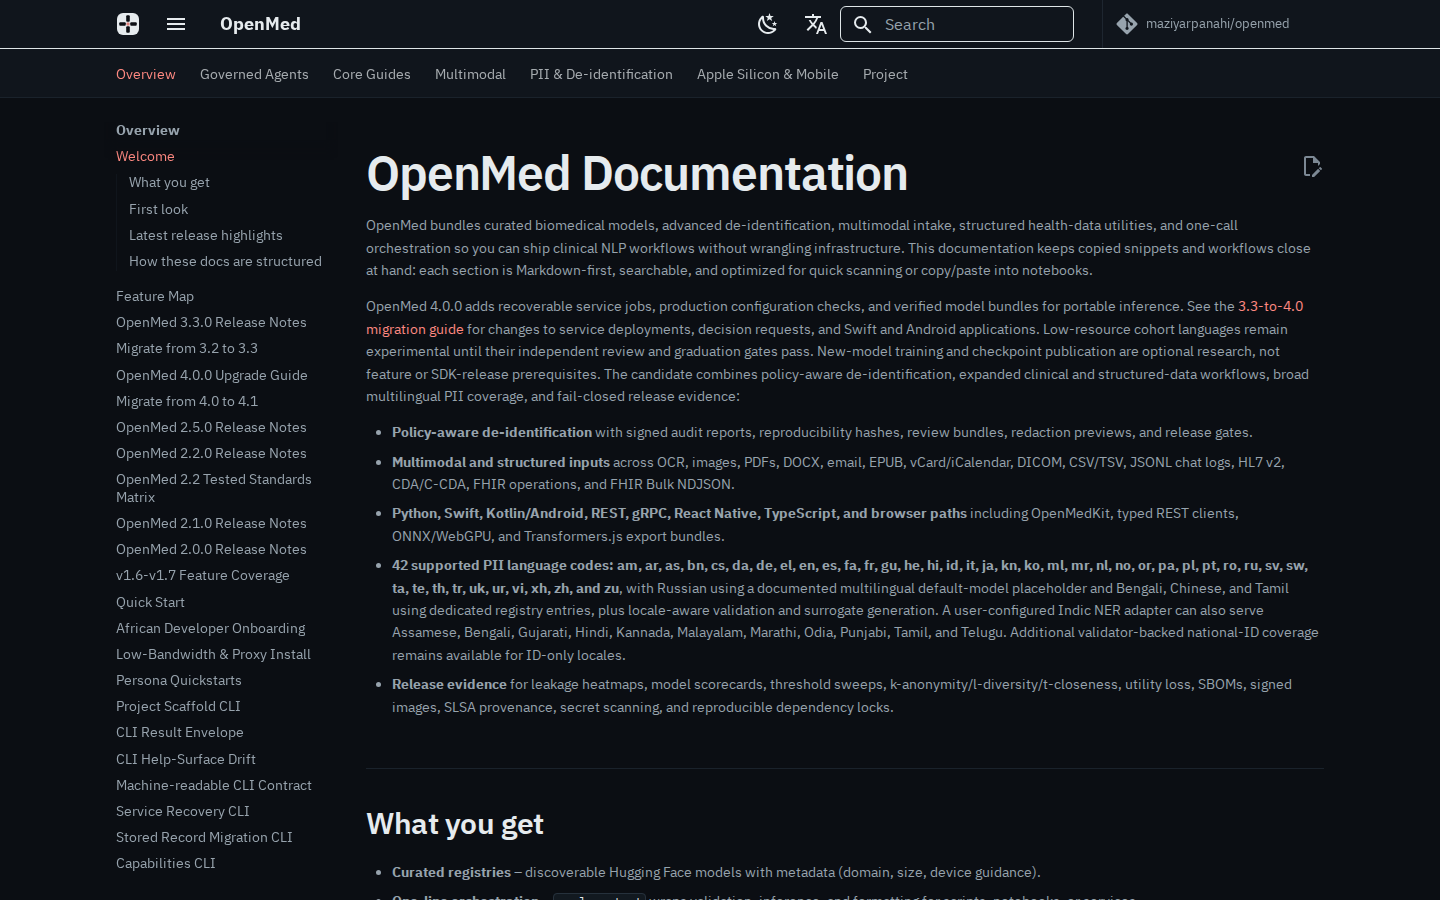 OpenMed
Search
maziyarpanahi/openmed
Overview
Governed Agents
Core Guides
Multimodal
PII & De-identification
Apple Silicon & Mobile
Project
Overview
Welcome
What you get
First look
Latest release highlights
How these docs are structured
Feature Map
OpenMed 3.3.0 Release Notes
Migrate from 3.2 to 3.3
OpenMed 4.0.0 Upgrade Guide
Migrate from 4.0 to 4.1
OpenMed 2.5.0 Release Notes
OpenMed 2.2.0 Release Notes
OpenMed 2.2 Tested Standards
Matrix
OpenMed 2.1.0 Release Notes
OpenMed 2.0.0 Release Notes
v1.6-v1.7 Feature Coverage
Quick Start
African Developer Onboarding
Low-Bandwidth & Proxy Install
Persona Quickstarts
Project Scaffold CLI
CLI Result Envelope
CLI Help-Surface Drift
Machine-readable CLI Contract
Service Recovery CLI
Stored Record Migration CLI
Capabilities CLI
OpenMed Documentation
OpenMed bundles curated biomedical models, advanced de-identification, multimodal intake, structured health-data utilities, and one-call
orchestration so you can ship clinical NLP workflows without wrangling infrastructure. This documentation keeps copied snippets and workflows close
at hand: each section is Markdown-first, searchable, and optimized for quick scanning or copy/paste into notebooks.
OpenMed 4.0.0 adds recoverable service jobs, production configuration checks, and verified model bundles for portable inference. See the 3.3-to-4.0
migration guide for changes to service deployments, decision requests, and Swift and Android applications. Low-resource cohort languages remain
experimental until their independent review and graduation gates pass. New-model training and checkpoint publication are optional research, not
feature or SDK-release prerequisites. The candidate combines policy-aware de-identification, expanded clinical and structured-data workflows, broad
multilingual PII coverage, and fail-closed release evidence:
• Policy-aware de-identification with signed audit reports, reproducibility hashes, review bundles, redaction previews, and release gates.
• Multimodal and structured inputs across OCR, images, PDFs, DOCX, email, EPUB, vCard/iCalendar, DICOM, CSV/TSV, JSONL chat logs, HL7 v2,
CDA/C-CDA, FHIR operations, and FHIR Bulk NDJSON.
• Python, Swift, Kotlin/Android, REST, gRPC, React Native, TypeScript, and browser paths including OpenMedKit, typed REST clients,
ONNX/WebGPU, and Transformers.js export bundles.
• 42 supported PII language codes: am, ar, as, bn, cs, da, de, el, en, es, fa, fr, gu, he, hi, id, it, ja, kn, ko, ml, mr, nl, no, or, pa, pl, pt, ro, ru, sv, sw,
ta, te, th, tr, uk, ur, vi, xh, zh, and zu, with Russian using a documented multilingual default-model placeholder and Bengali, Chinese, and Tamil
using dedicated registry entries, plus locale-aware validation and surrogate generation. A user-configured Indic NER adapter can also serve
Assamese, Bengali, Gujarati, Hindi, Kannada, Malayalam, Marathi, Odia, Punjabi, Tamil, and Telugu. Additional validator-backed national-ID coverage
remains available for ID-only locales.
• Release evidence for leakage heatmaps, model scorecards, threshold sweeps, k-anonymity/l-diversity/t-closeness, utility loss, SBOMs, signed
images, SLSA provenance, secret scanning, and reproducible dependency locks.
What you get
• Curated registries – discoverable Hugging Face models with metadata (domain, size, device guidance).